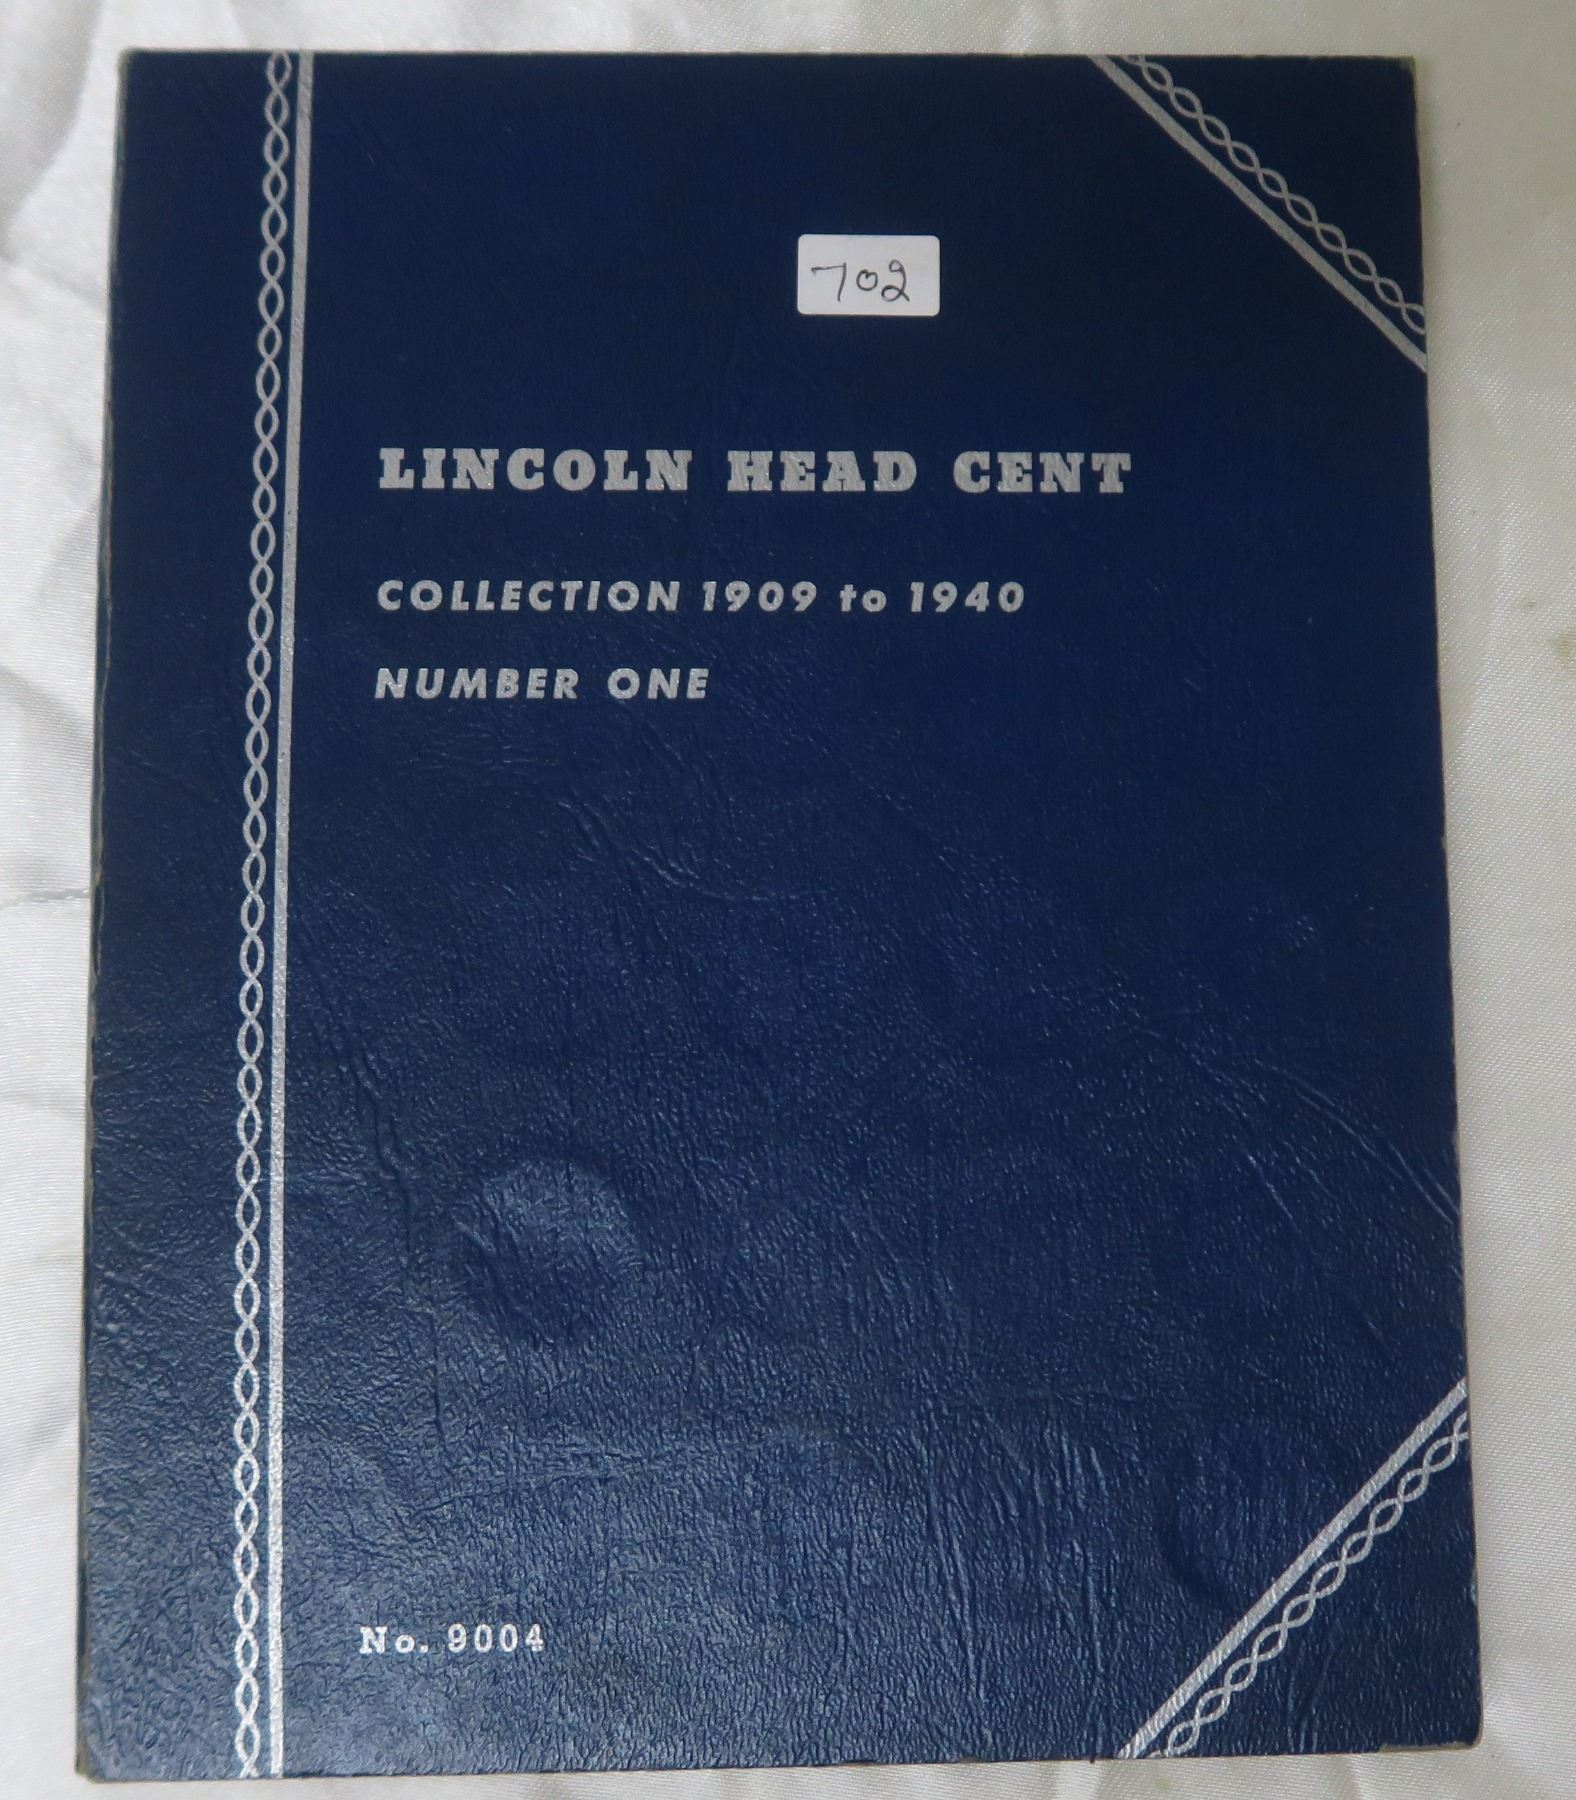 702
LINCOLN HEAD CENT
COLLECTION 1909 to 1940
NUMBER ONE
No. 9004